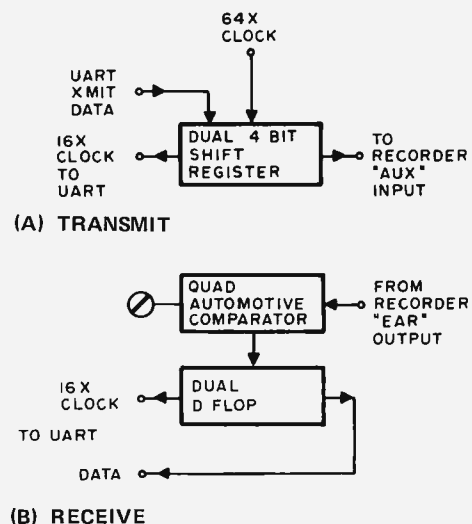 64X
CLOCK
UART
XMIT
DATA
16X
CLOCK
TO
UART
DUAL 4 BIT
SHIFT
REGISTER
TO
RECORDER
"AUX"
INPUT
(A) TRANSMIT
QUAD
AUTOMOTIVE
COMPARATOR
FROM
RECORDER
"EAR"
OUTPUT
16X
CLOCK
DUAL
D FLOP
TO UART
DATA
(B) RECEIVE